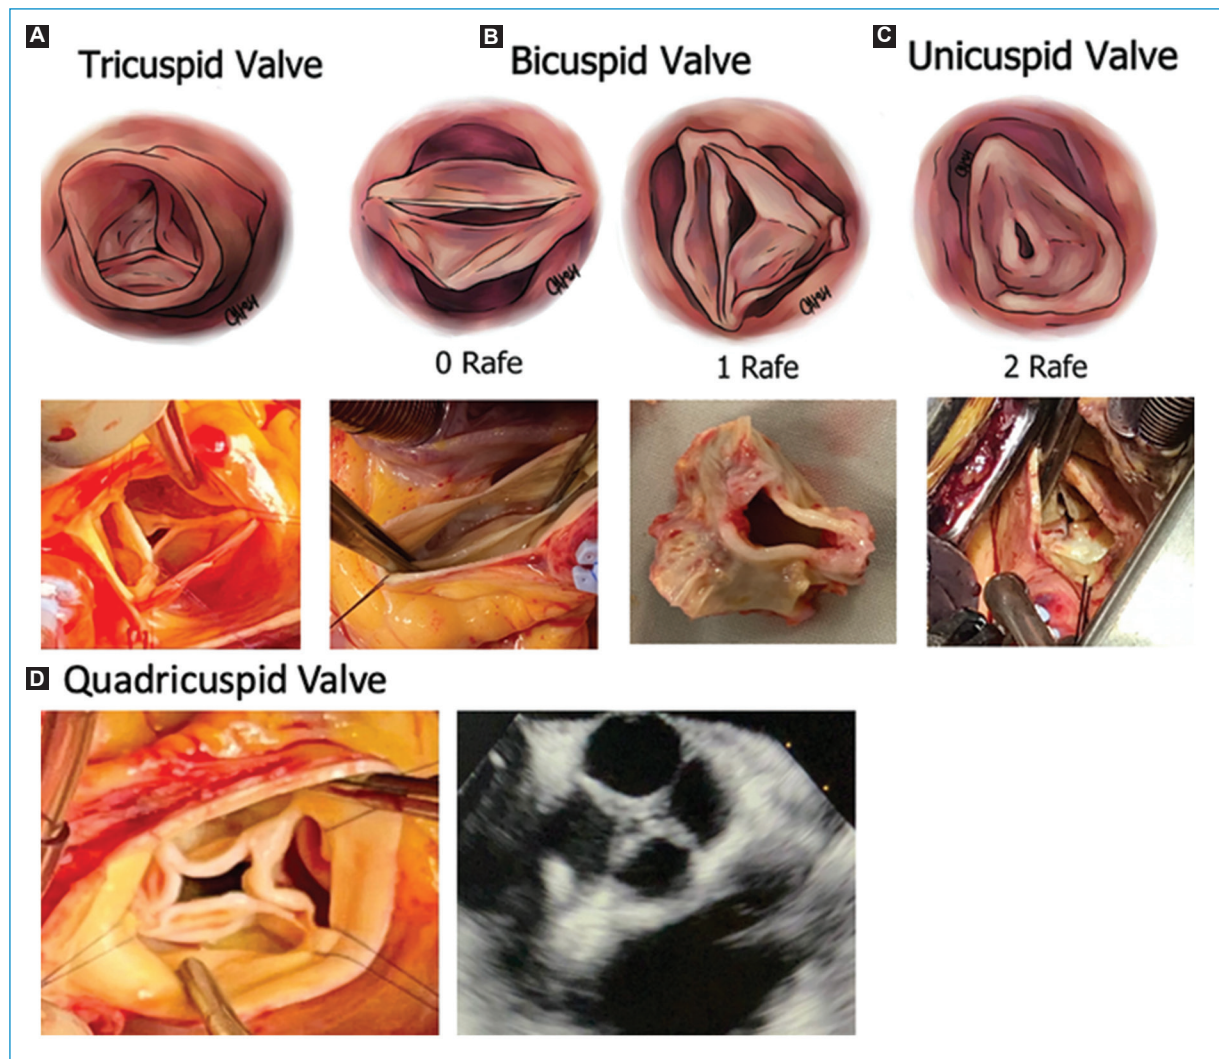 A
Tricuspid Valve
B
Bicuspid Valve
C
Unicuspid Valve
0 Rafe
1 Rafe
2 Rafe
D
Quadricuspid Valve